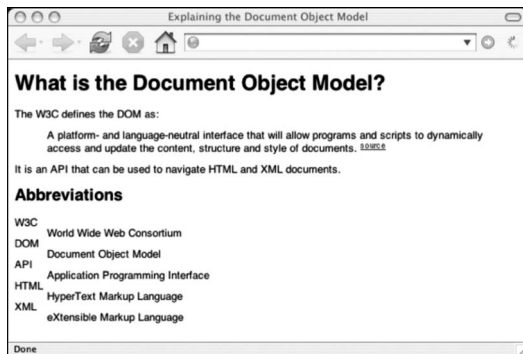 Explaining the Document Object Model
What is the Document Object Model?
The W3C defines the DOM as:
A platform- and language-neutral interface that will allow programs and scripts to dynamically
access and update the content, structure and style of documents. source
It is an API that can be used to navigate HTML and XML documents.
Abbreviations
W3C
World Wide Web Consortium
DOM
Document Object Model
API
Application Programming Interface
HTML
HyperText Markup Language
XML
eXtensible Markup Language
Done